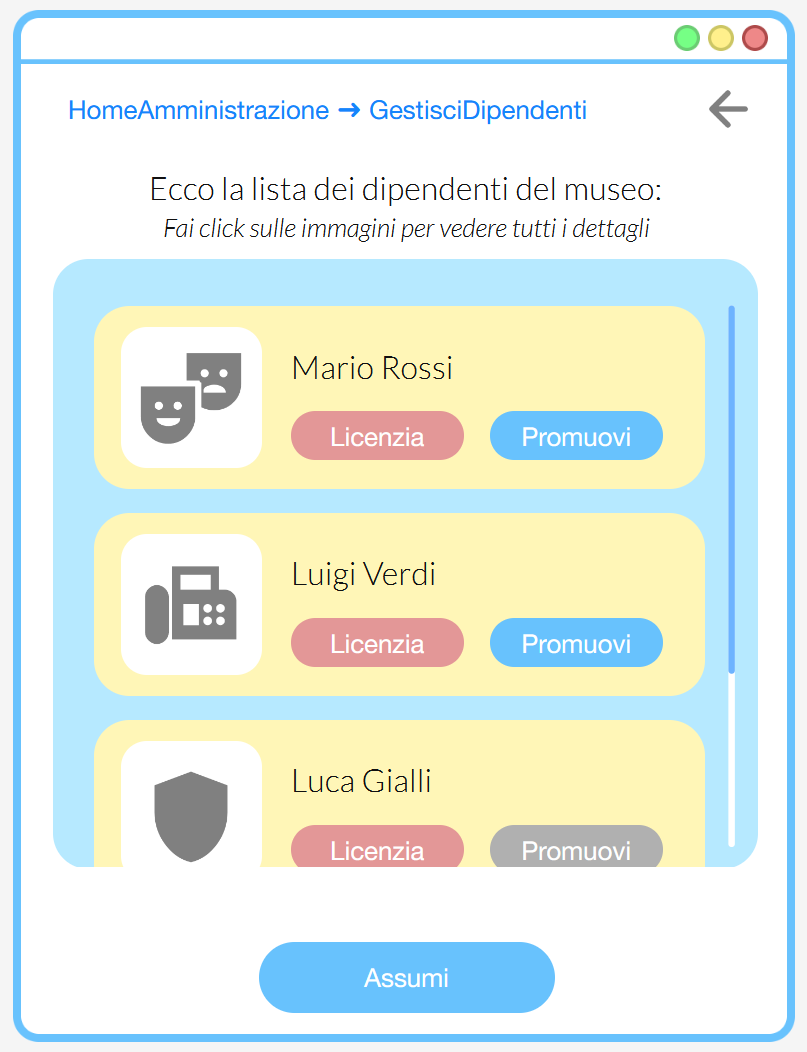 HomeAmministrazione ➜ GestisciDipendenti
Ecco la lista dei dipendenti del museo:
Fai click sulle immagini per vedere tutti i dettagli
Mario Rossi
Licenzia Promuovi
Luigi Verdi
Licenzia Promuovi
Luca Gialli
Licenzia Promuovi
Assumi